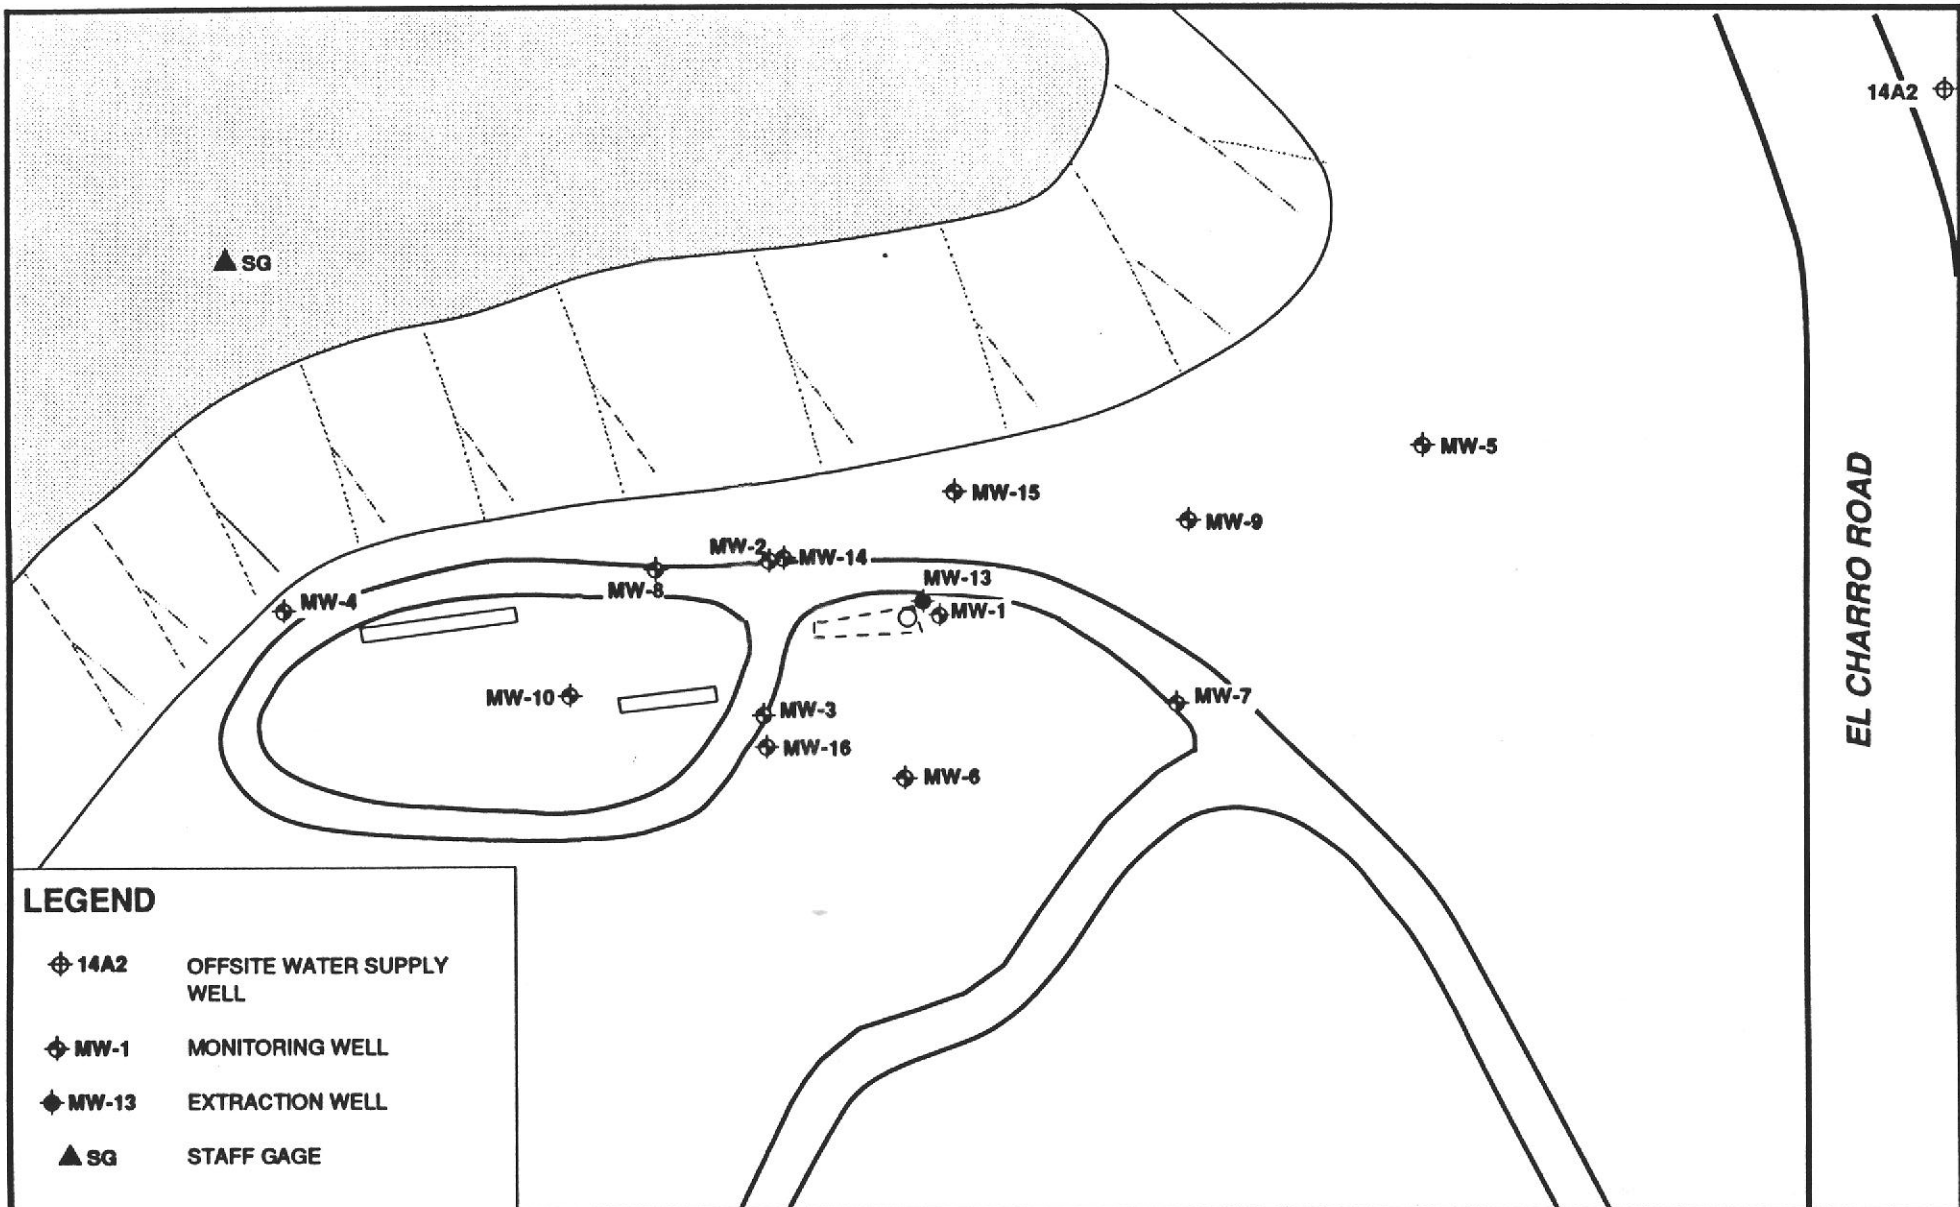 14A2
SG
MW-5
MW-15
MW-9
MW-2
MW-14
MW-13
MW-8
MW-4
MW-1
MW-10
MW-7
MW-3
MW-16
MW-6
EL CHARRO ROAD
LEGEND
14A2 OFFSITE WATER SUPPLY
WELL
MW-1 MONITORING WELL
MW-13 EXTRACTION WELL
SG STAFF GAGE